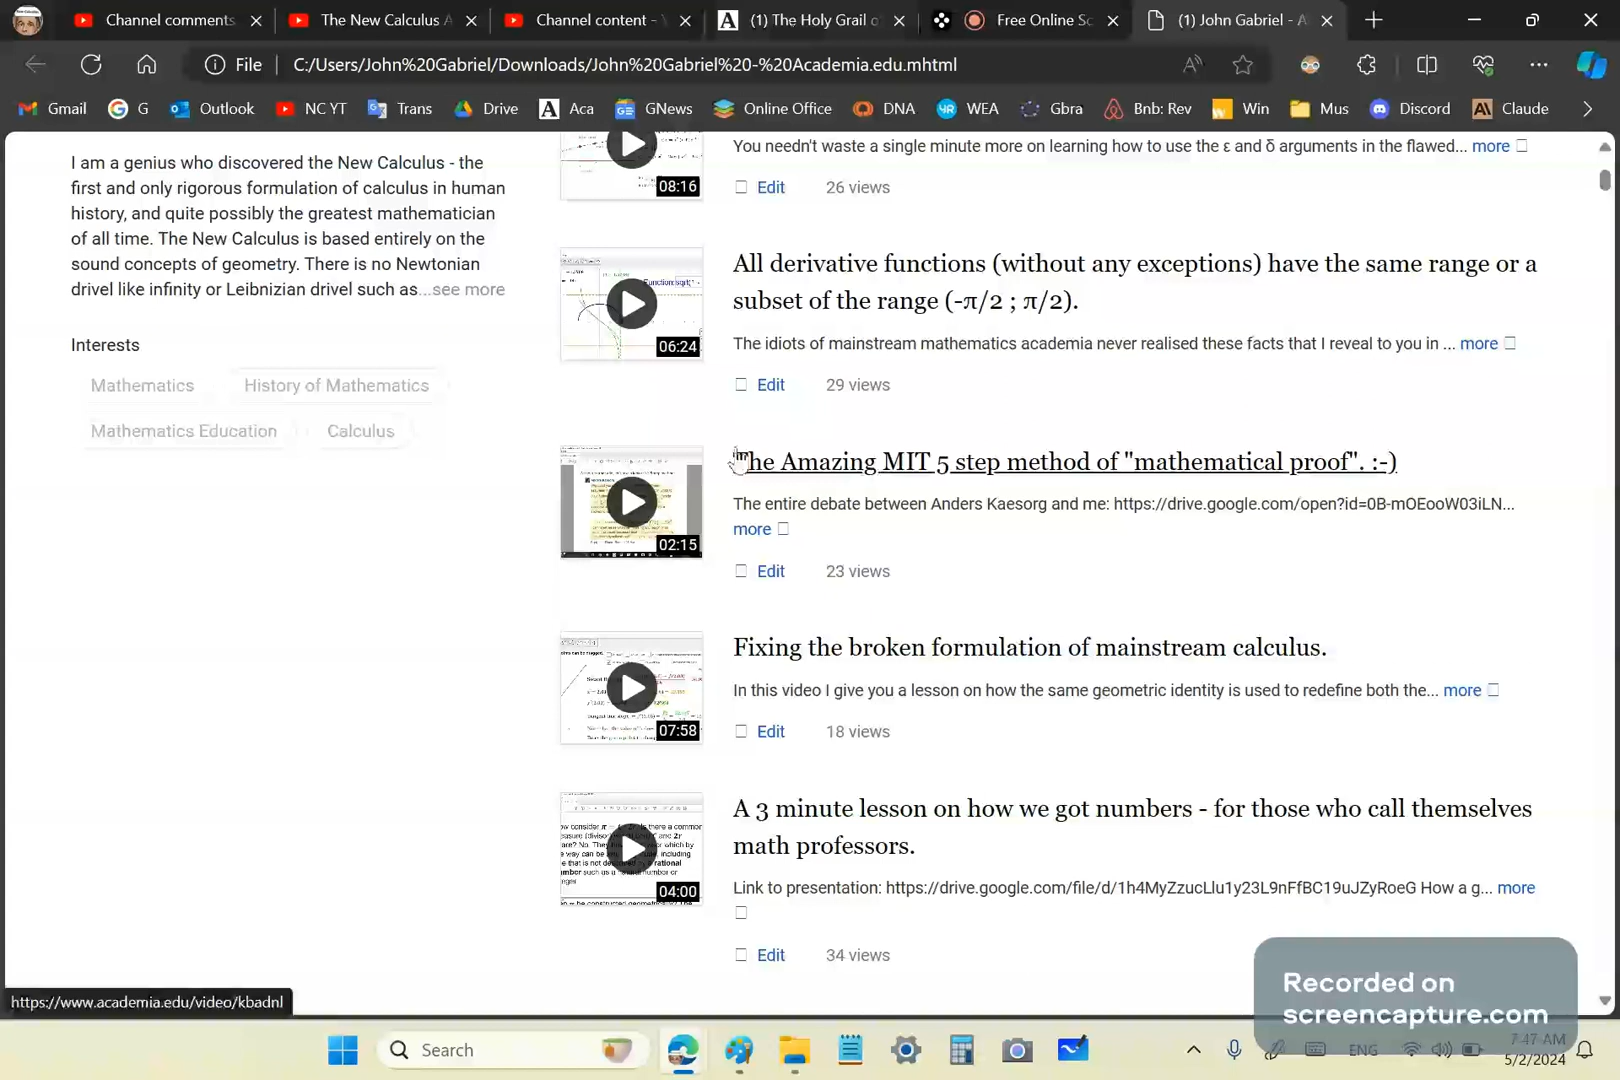 Channel comments
The New Calculus A
Channel content - Y
(1) The Holy Grail o
Free Online Sc
(1) John Gabriel - A
File
C:/Users/John%20Gabriel/Downloads/John%20Gabriel%20-%20Academia.edu.mhtml
Gmail
G
Outlook
NC YT
Trans
Drive
Aca
GNews
Online Office
DNA
WEA
Gbra
Bnb: Rev
Win
Mus
Discord
Claude
I am a genius who discovered the New Calculus - the
first and only rigorous formulation of calculus in human
history, and quite possibly the greatest mathematician
of all time. The New Calculus is based entirely on the
sound concepts of geometry. There is no Newtonian
drivel like infinity or Leibnizian drivel such as...see more
Interests
Mathematics
History of Mathematics
Mathematics Education
Calculus
08:16
You needn't waste a single minute more on learning how to use the ε and δ arguments in the flawed... more
Edit 26 views
06:24
All derivative functions (without any exceptions) have the same range or a
subset of the range (-π/2 ; π/2).
The idiots of mainstream mathematics academia never realised these facts that I reveal to you in ... more
Edit 29 views
02:15
The Amazing MIT 5 step method of "mathematical proof". :-)
The entire debate between Anders Kaesorg and me: https://drive.google.com/open?id=0B-mOEooW03iLN...
more
Edit 23 views
07:58
Fixing the broken formulation of mainstream calculus.
In this video I give you a lesson on how the same geometric identity is used to redefine both the... more
Edit 18 views
04:00
A 3 minute lesson on how we got numbers - for those who call themselves
math professors.
Link to presentation: https://drive.google.com/file/d/1h4MyZzucLlu1y23L9nFfBC19uJZyRoeG How a g... more
Edit 34 views
https://www.academia.edu/video/kbadnl
Recorded on
screencapture.com
Search
ENG
7:47 AM
5/2/2024